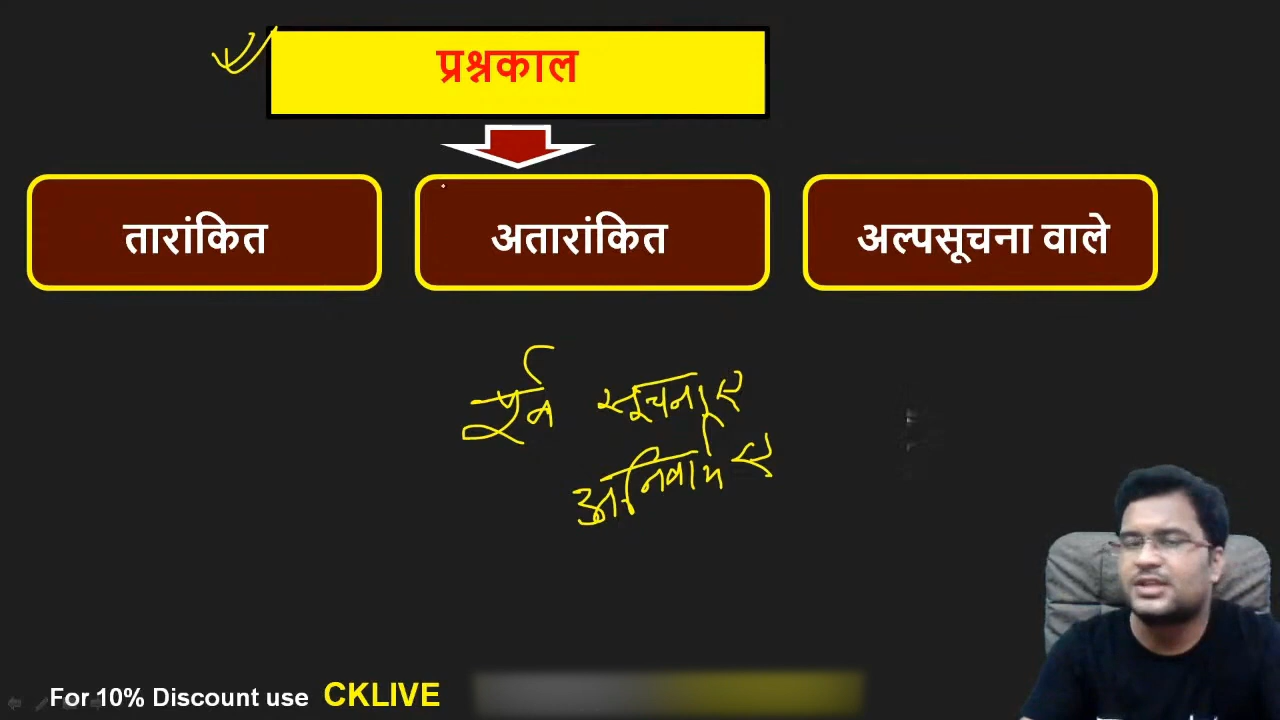 प्रश्नकाल
तारांकित
अतारांकित
अल्पसूचना वाले
पूर्व सूचना
अनिवार्य
For 10% Discount use CKLIVE